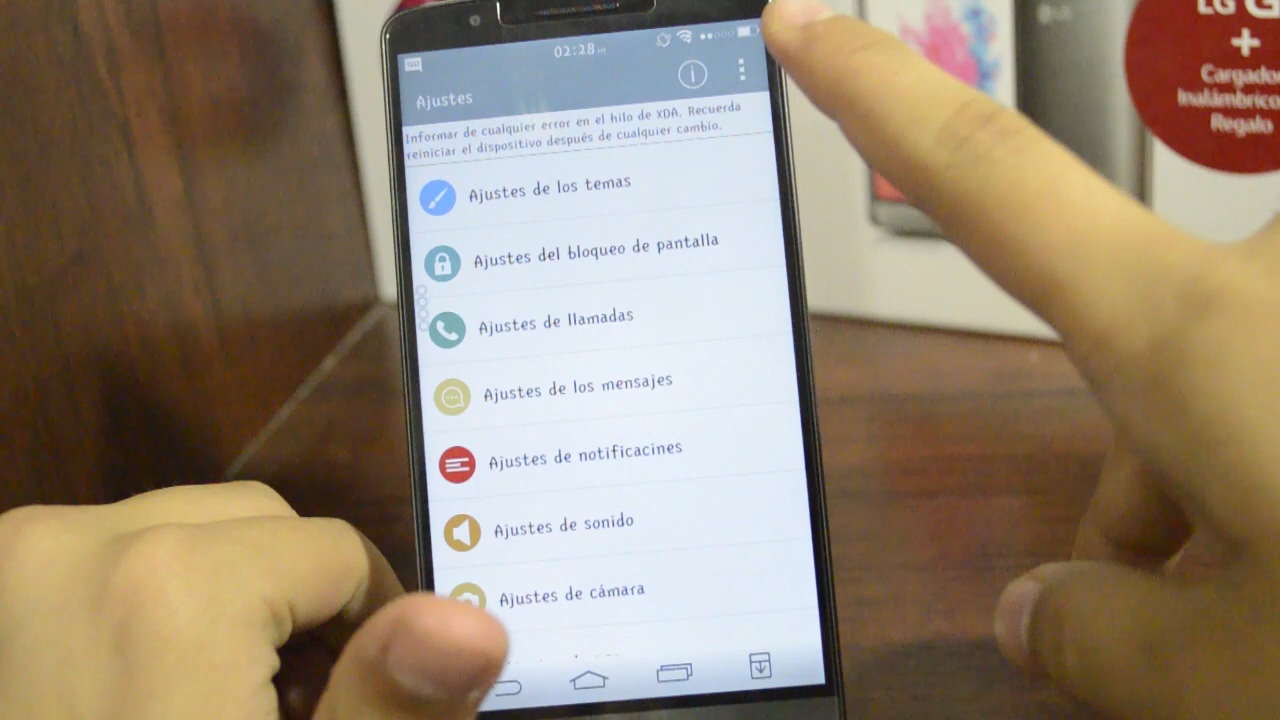 02:28
Ajustes
Informar de cualquier error en el hilo de XDA. Recuerda
reiniciar el dispositivo después de cualquier cambio.
Ajustes de los temas
Ajustes del bloqueo de pantalla
Ajustes de llamadas
Ajustes de los mensajes
Ajustes de notificacines
Ajustes de sonido
Ajustes de cámara
LG G
+
Cargador
Inalámbrico
Regalo
LG